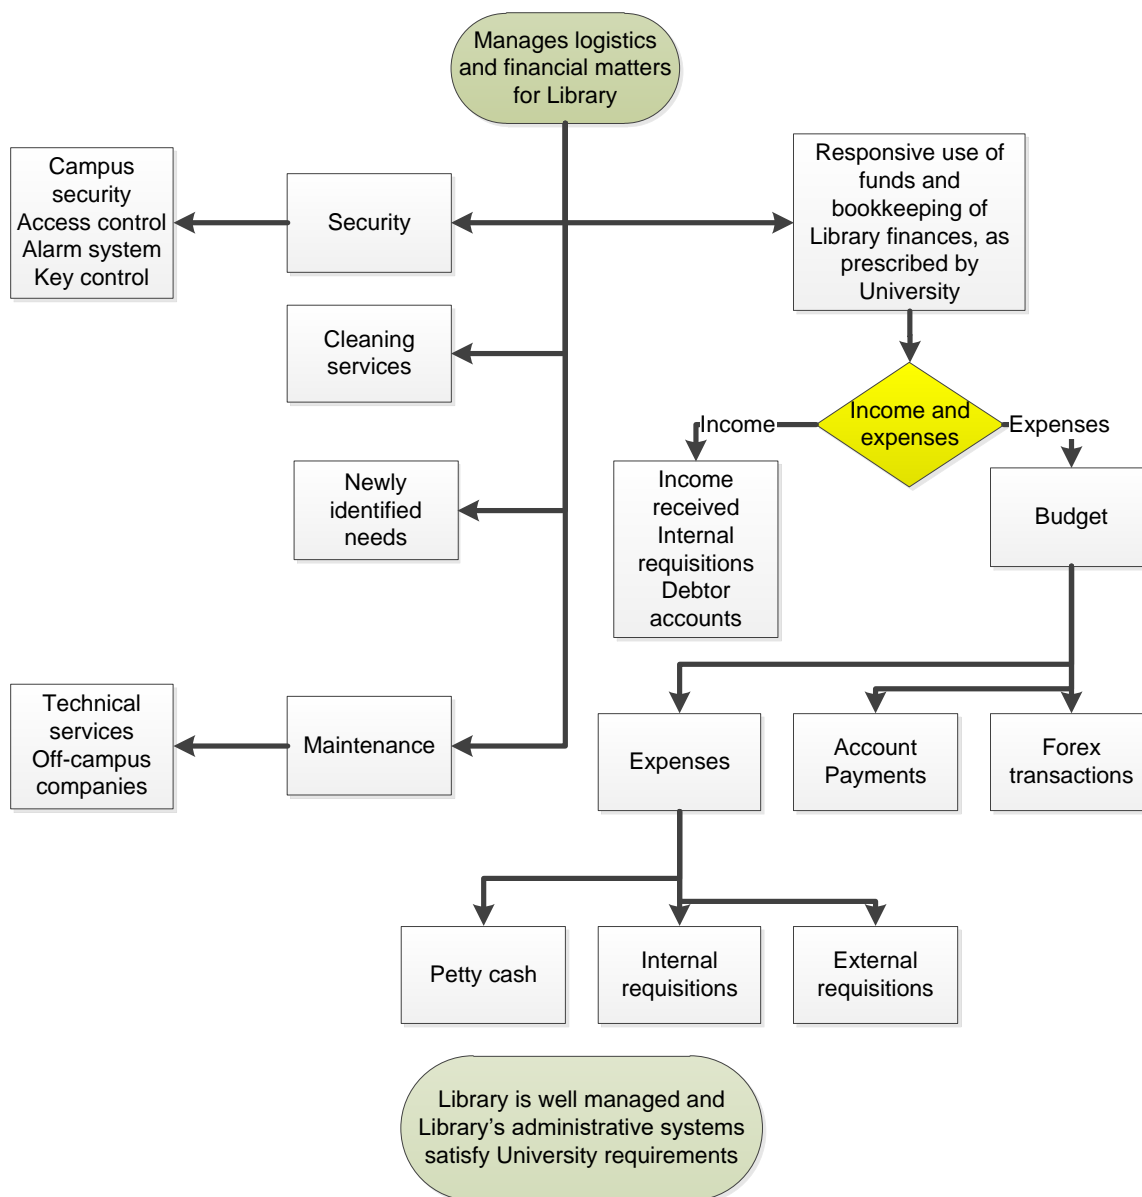 Manages logistics
and financial matters
for Library
Campus
security
Access control
Alarm system
Key control
Security
Responsive use of
funds and
bookkeeping of
Library finances, as
prescribed by
University
Cleaning
services
Income and
expenses
Income
Expenses
Newly
identified
needs
Income
received
Internal
requisitions
Debtor
accounts
Budget
Technical
services
Off-campus
companies
Maintenance
Expenses
Account
Payments
Forex
transactions
Petty cash
Internal
requisitions
External
requisitions
Library is well managed and
Library’s administrative systems
satisfy University requirements